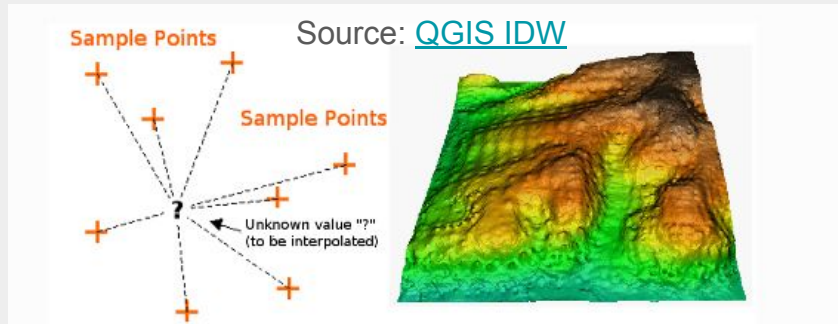 Source: QGIS IDW
Sample Points
Sample Points
?
Unknown value "?"
(to be interpolated)